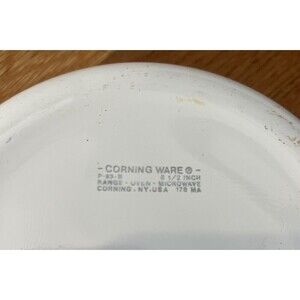 - CORNING WARE ® -
P-83-B 6 1/2 INCH
RANGE - OVEN - MICROWAVE
CORNING, NY. USA 178 MA